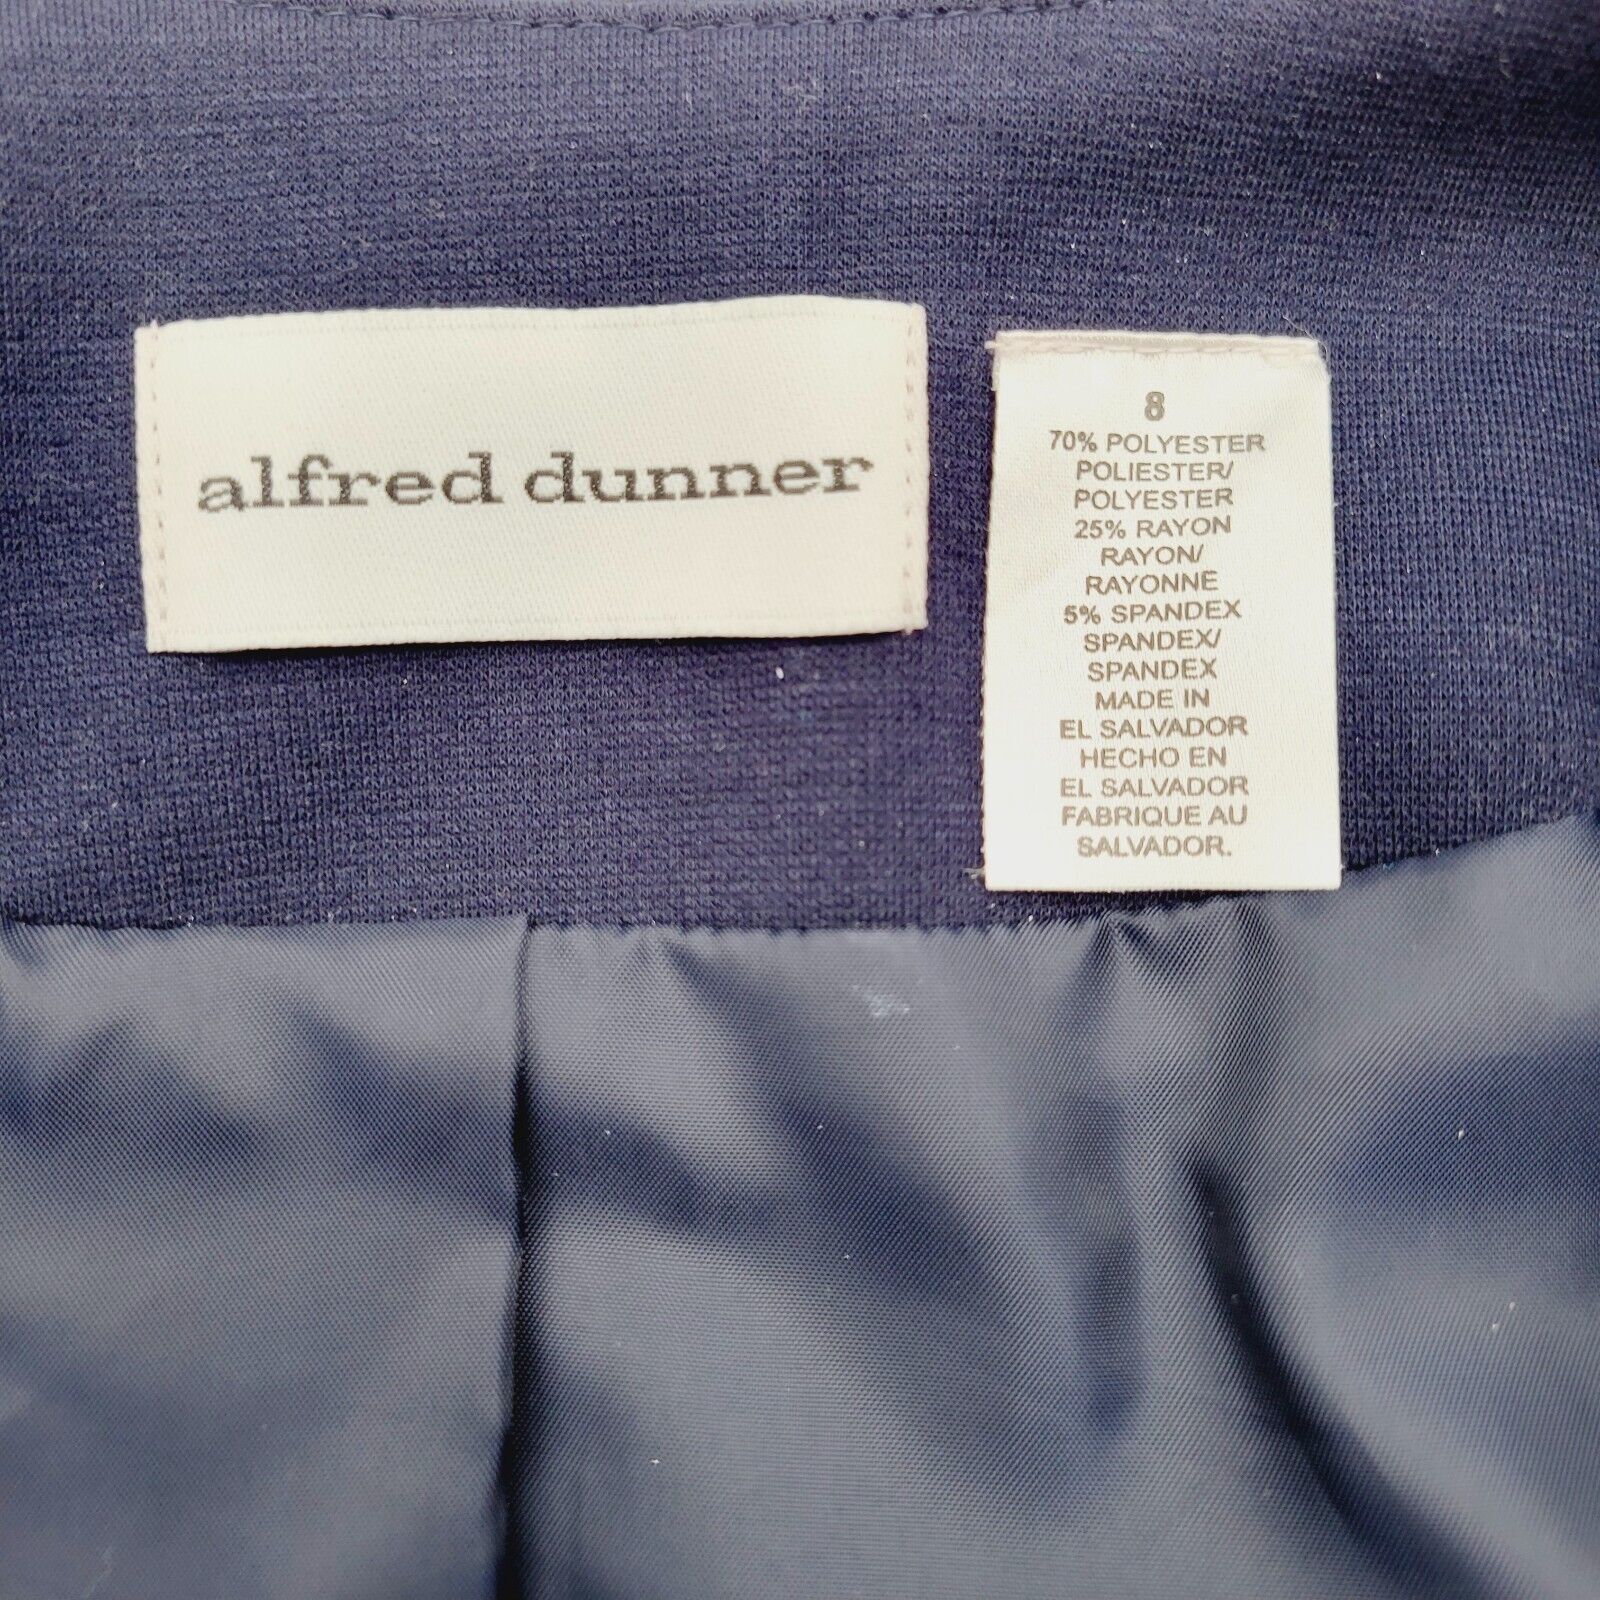 alfred dunner
8
70% POLYESTER
POLIESTER/
POLYESTER
25% RAYON
RAYON/
RAYONNE
5% SPANDEX
SPANDEX/
SPANDEX
MADE IN
EL SALVADOR
HECHO EN
EL SALVADOR
FABRIQUE AU
SALVADOR.